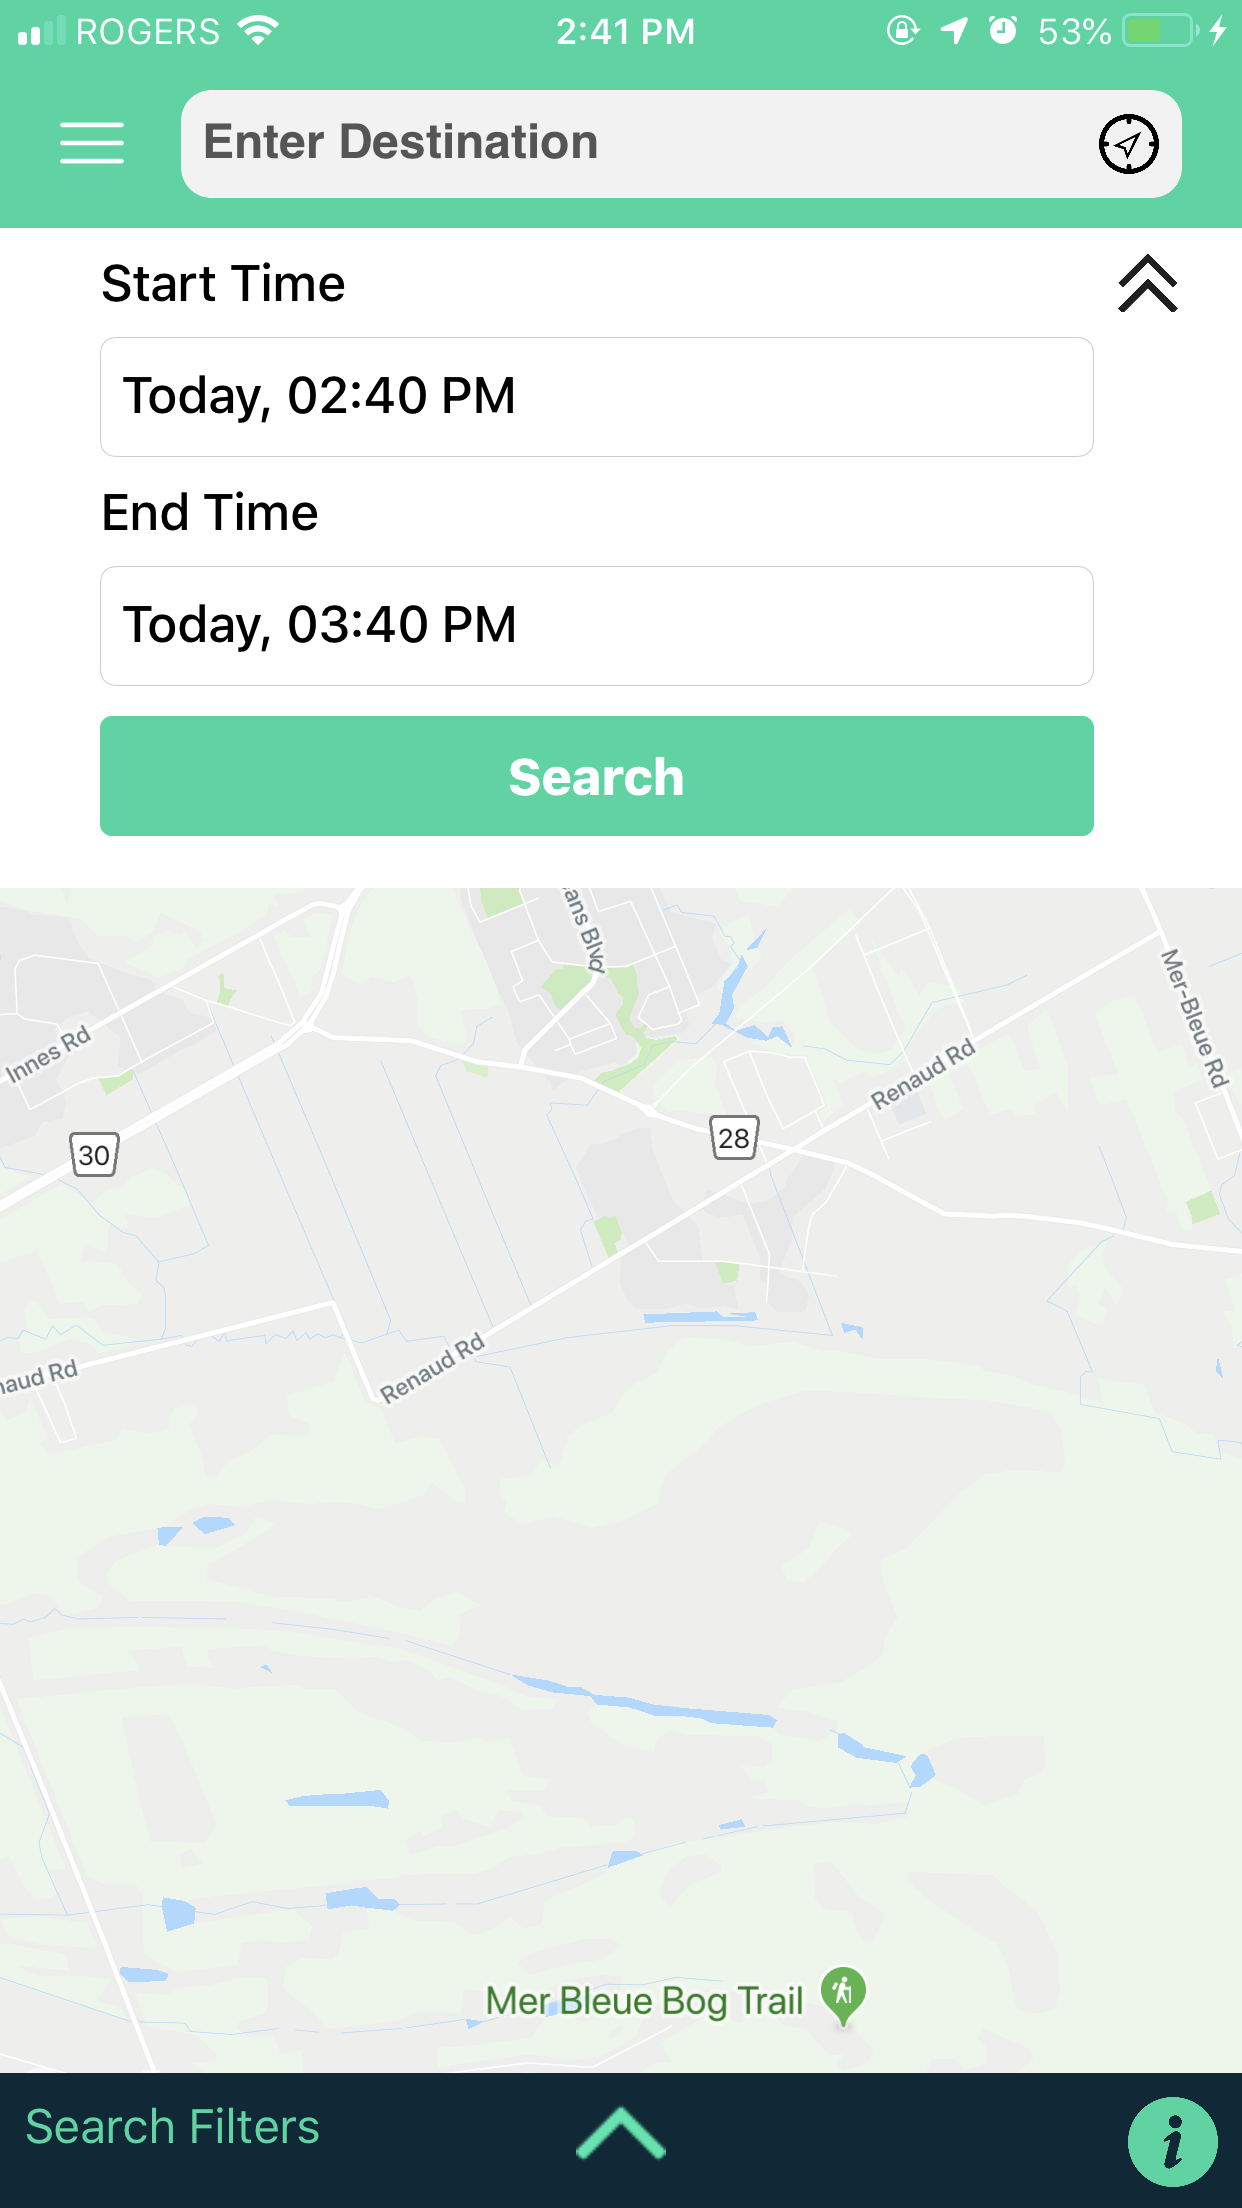 ROGERS 2:41 PM 53%
Enter Destination
Start Time
Today, 02:40 PM
End Time
Today, 03:40 PM
Search
ans Blvd
Mer-Bleue Rd
Innes Rd
Renaud Rd
28
30
Renaud Rd
naud Rd
Mer Bleue Bog Trail
Search Filters
i